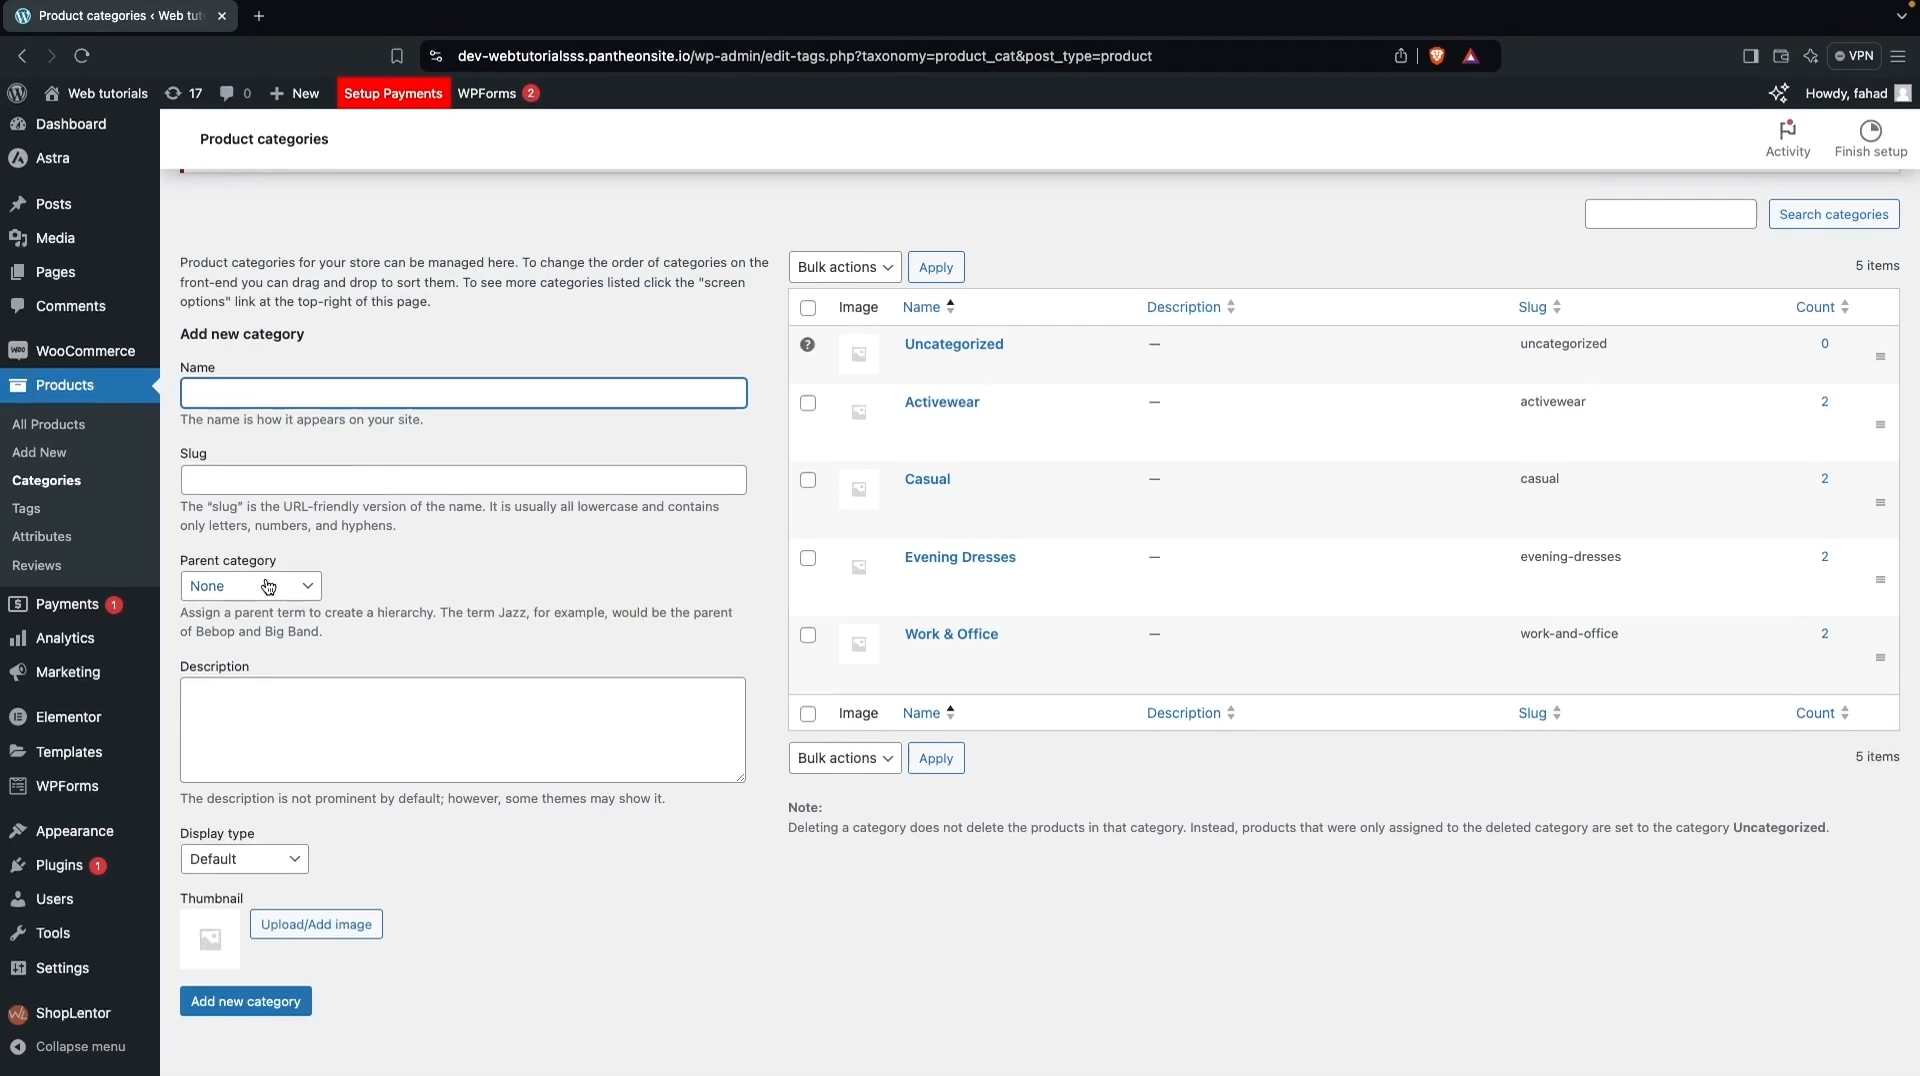 Product categories ‹ Web tut
dev-webtutorialsss.pantheonsite.io/wp-admin/edit-tags.php?taxonomy=product_cat&post_type=product
VPN
Web tutorials
17
0
New
Setup Payments
WPForms
2
Howdy, fahad
Dashboard
Astra
Posts
Media
Pages
Comments
WooCommerce
Products
All Products
Add New
Categories
Tags
Attributes
Reviews
Payments
1
Analytics
Marketing
Elementor
Templates
WPForms
Appearance
Plugins
1
Users
Tools
Settings
ShopLentor
Collapse menu
Product categories
Activity
Finish setup
Search categories
Product categories for your store can be managed here. To change the order of categories on the
front-end you can drag and drop to sort them. To see more categories listed click the "screen
options" link at the top-right of this page.
Add new category
Name
The name is how it appears on your site.
Slug
The “slug” is the URL-friendly version of the name. It is usually all lowercase and contains
only letters, numbers, and hyphens.
Parent category
None
Assign a parent term to create a hierarchy. The term Jazz, for example, would be the parent
of Bebop and Big Band.
Description
The description is not prominent by default; however, some themes may show it.
Display type
Default
Thumbnail
Upload/Add image
Add new category
Bulk actions
Apply
5 items
Image Name Description Slug Count
? Uncategorized — uncategorized 0
Activewear — activewear 2
Casual — casual 2
Evening Dresses — evening-dresses 2
Work & Office — work-and-office 2
Image Name Description Slug Count
Bulk actions
Apply
5 items
Note:
Deleting a category does not delete the products in that category. Instead, products that were only assigned to the deleted category are set to the category Uncategorized.